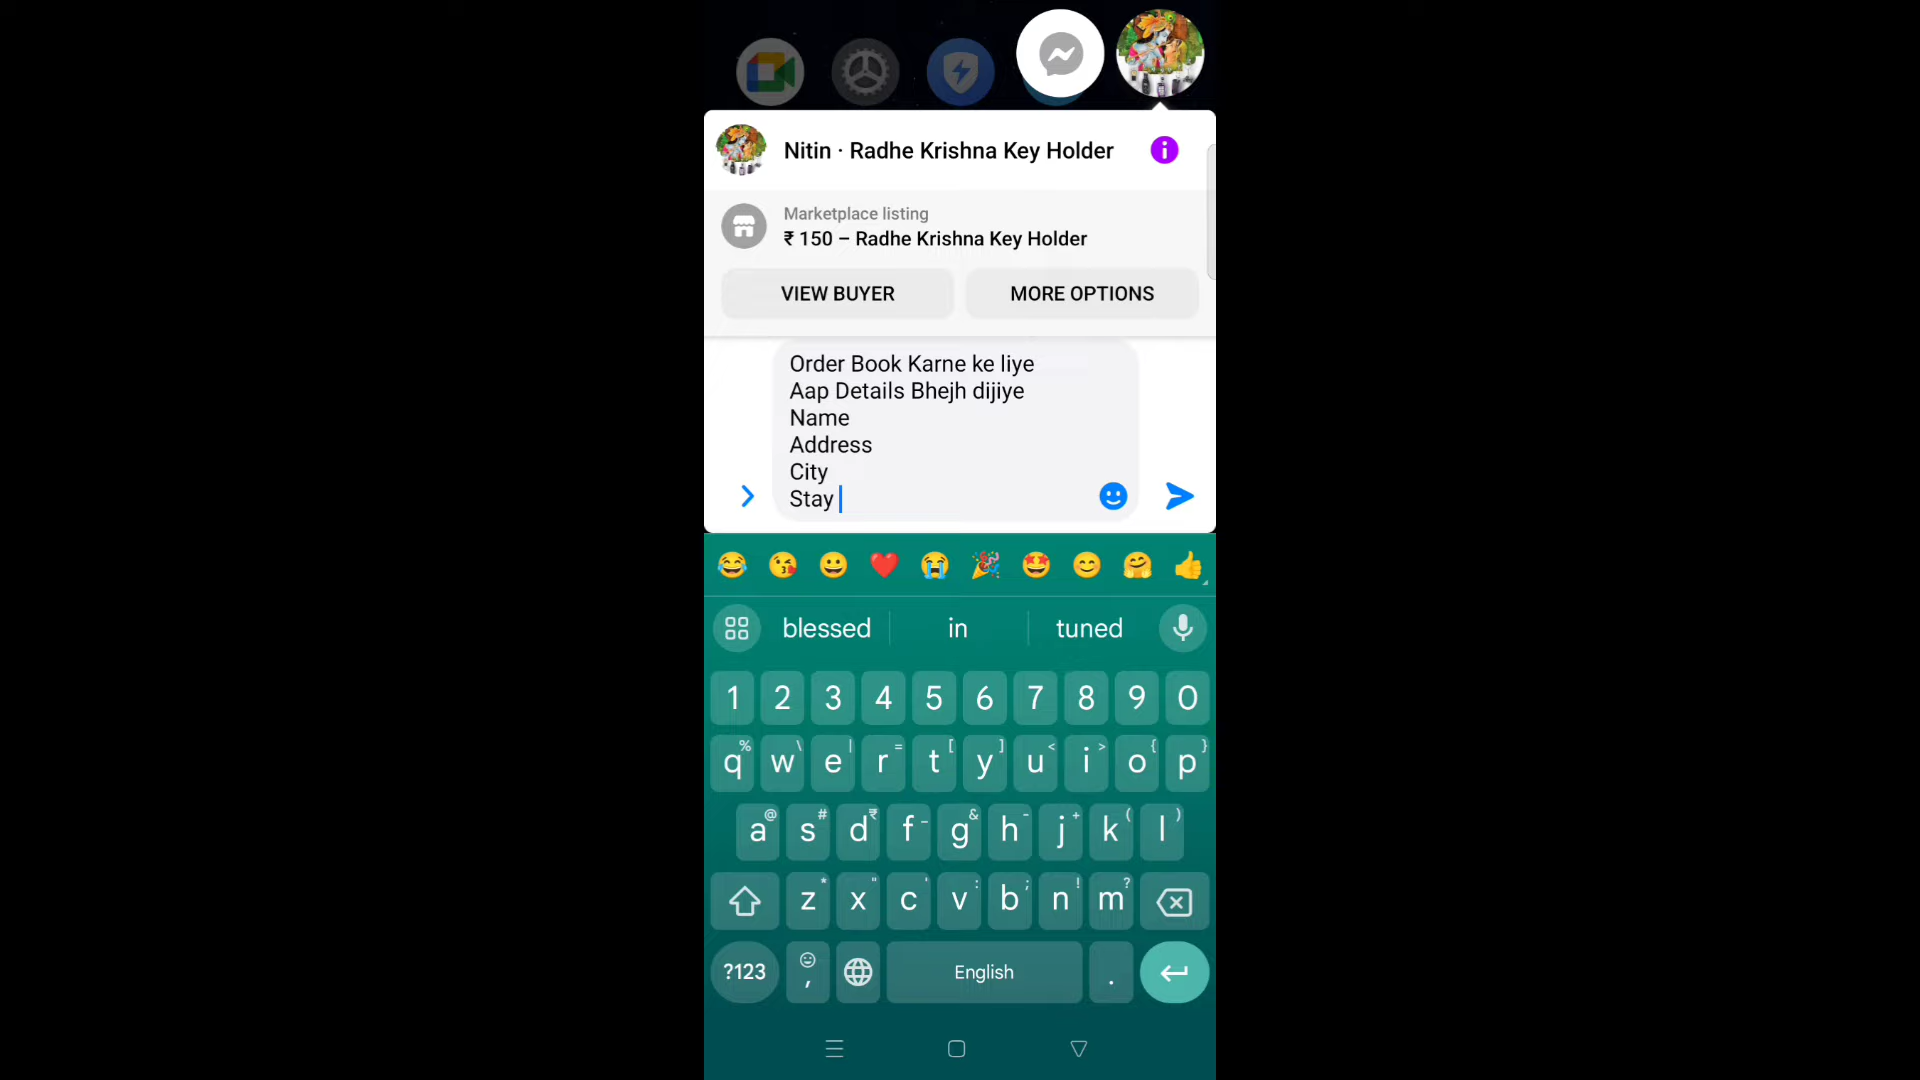 Nitin · Radhe Krishna Key Holder
Marketplace listing
₹ 150 – Radhe Krishna Key Holder
VIEW BUYER MORE OPTIONS
Order Book Karne ke liye
Aap Details Bhejh dijiye
Name
Address
City
Stay
blessed in tuned
1 2 3 4 5 6 7 8 9 0
% \ | = [ ] < > { }
q w e r t y u i o p
@ # ₹ _ & - + ( )
a s d f g h j k l
* " ' : ; ! ?
z x c v b n m
?123 , English .